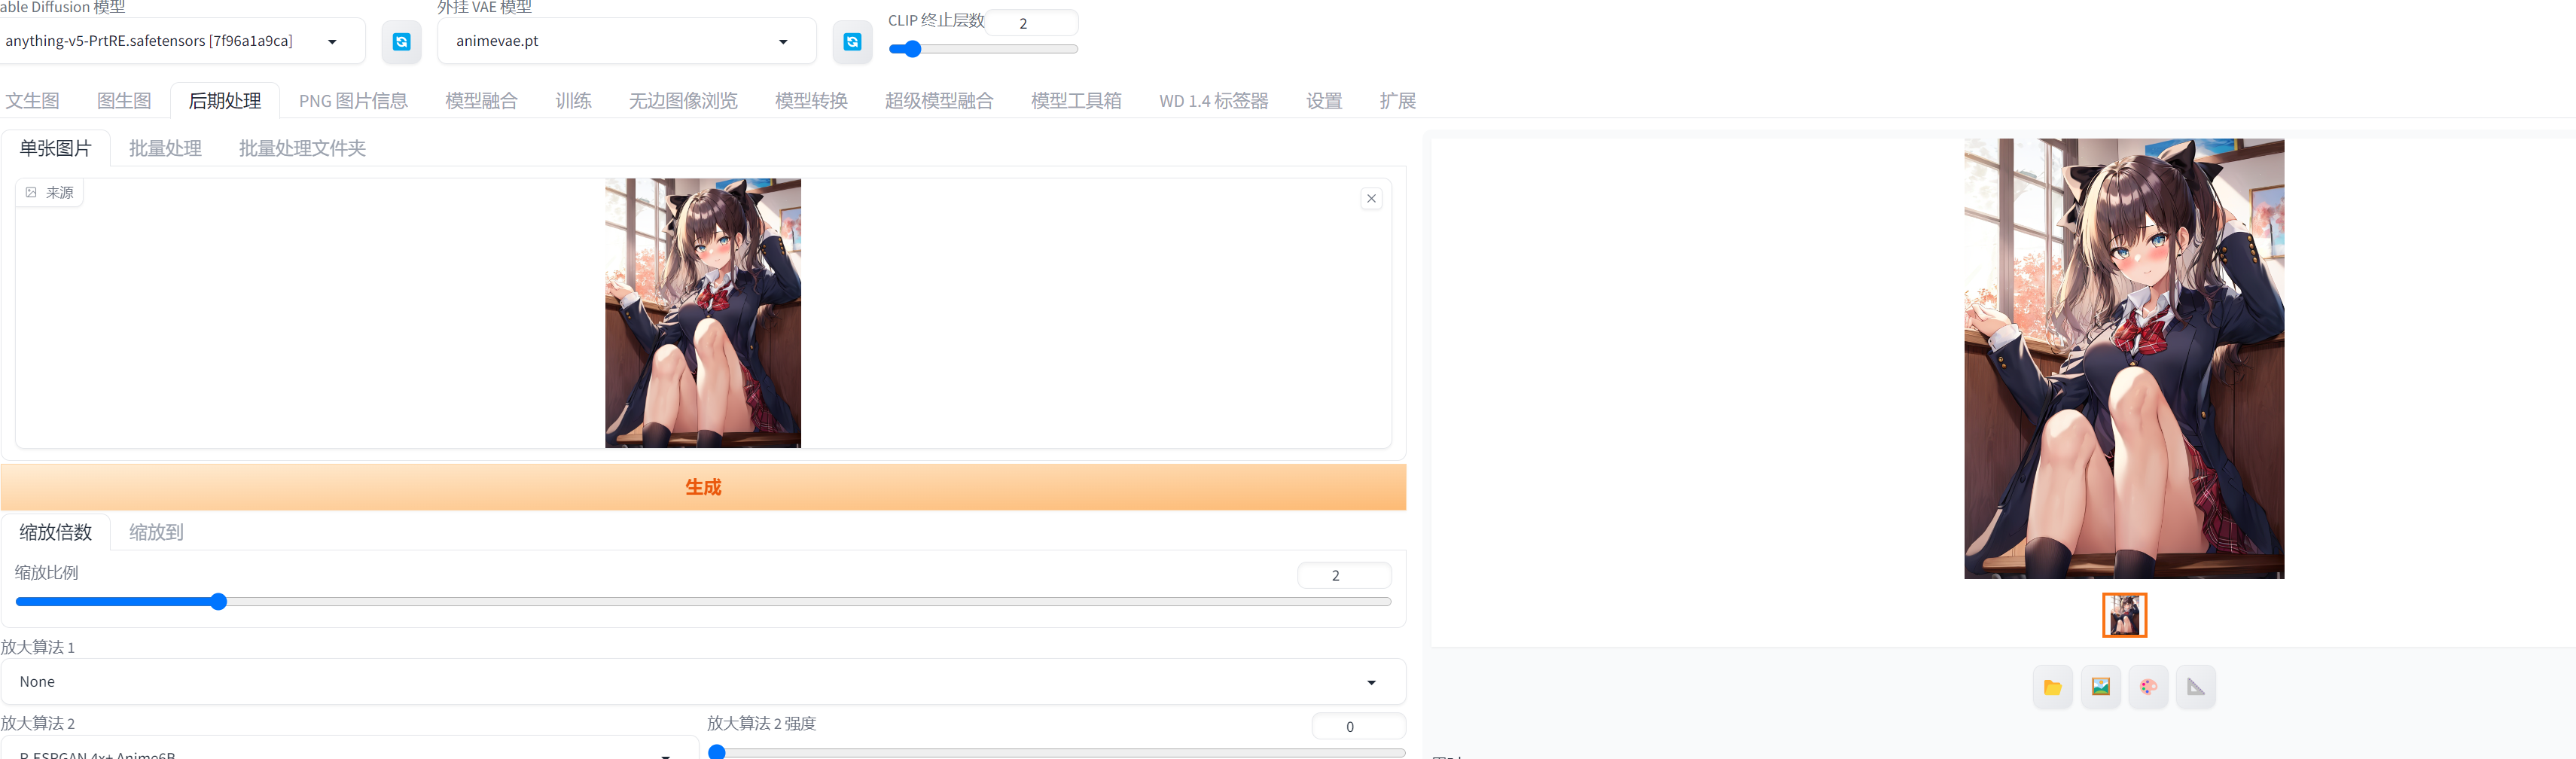 able Diffusion 模型
外挂 VAE 模型
CLIP 终止层数
2
anything-v5-PrtRE.safetensors [7f96a1a9ca]
animevae.pt
文生图
图生图
后期处理
PNG 图片信息
模型融合
训练
无边图像浏览
模型转换
超级模型融合
模型工具箱
WD 1.4 标签器
设置
扩展
单张图片
批量处理
批量处理文件夹
来源
生成
缩放倍数
缩放到
缩放比例
2
放大算法 1
None
放大算法 2
放大算法 2 强度
0
R-ESRGAN 4x+ Anime6B